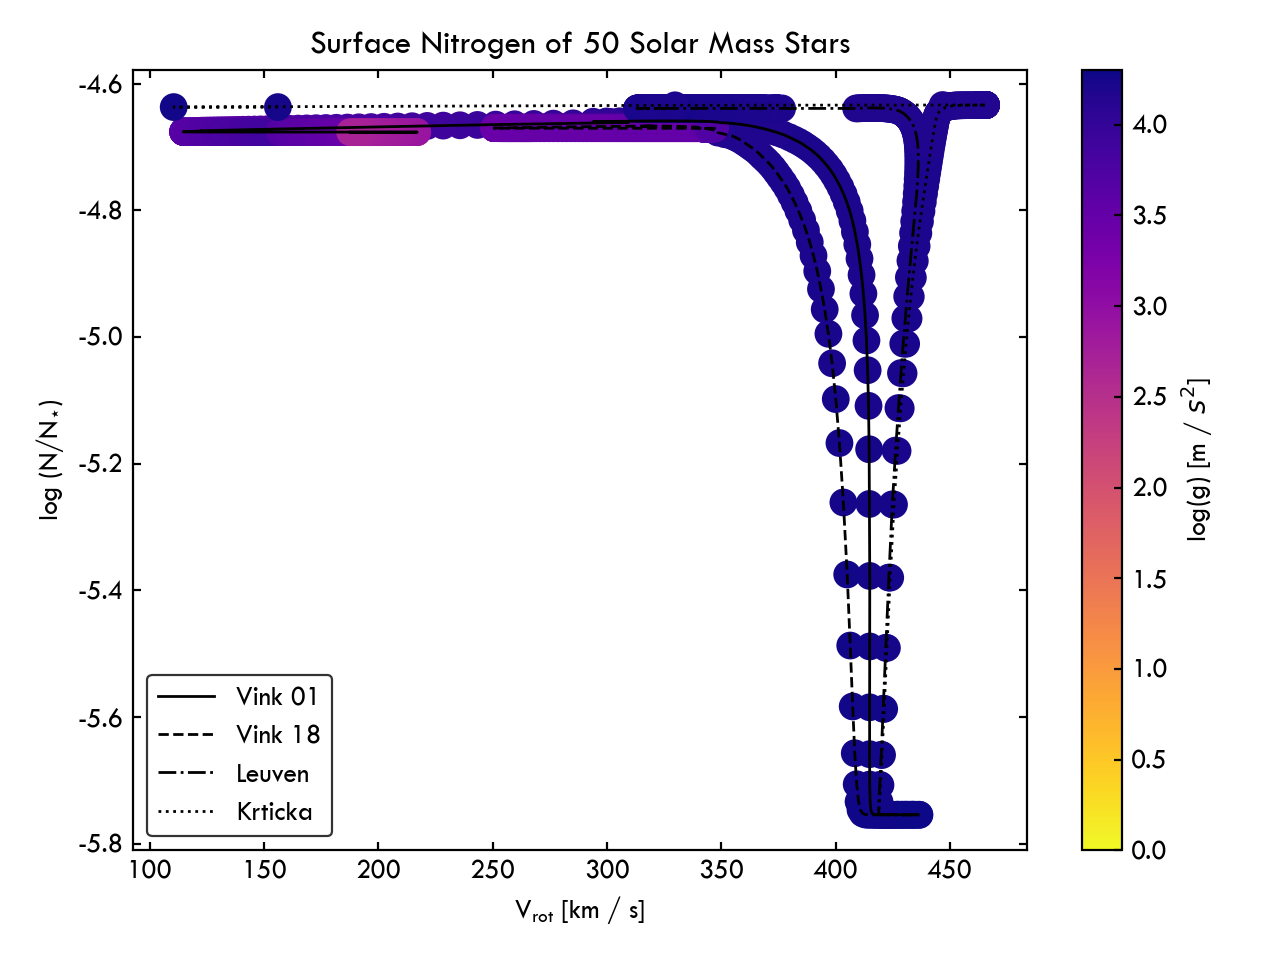 Surface Nitrogen of 50 Solar Mass Stars
-4.6
-4.8
-5.0
-5.2
-5.4
-5.6
-5.8
log (N/N⋆)
Vink 01
Vink 18
Leuven
Krticka
100 150 200 250 300 350 400 450
V_rot [km / s]
4.0
3.5
3.0
2.5
2.0
1.5
1.0
0.5
0.0
log(g) [m / s²]